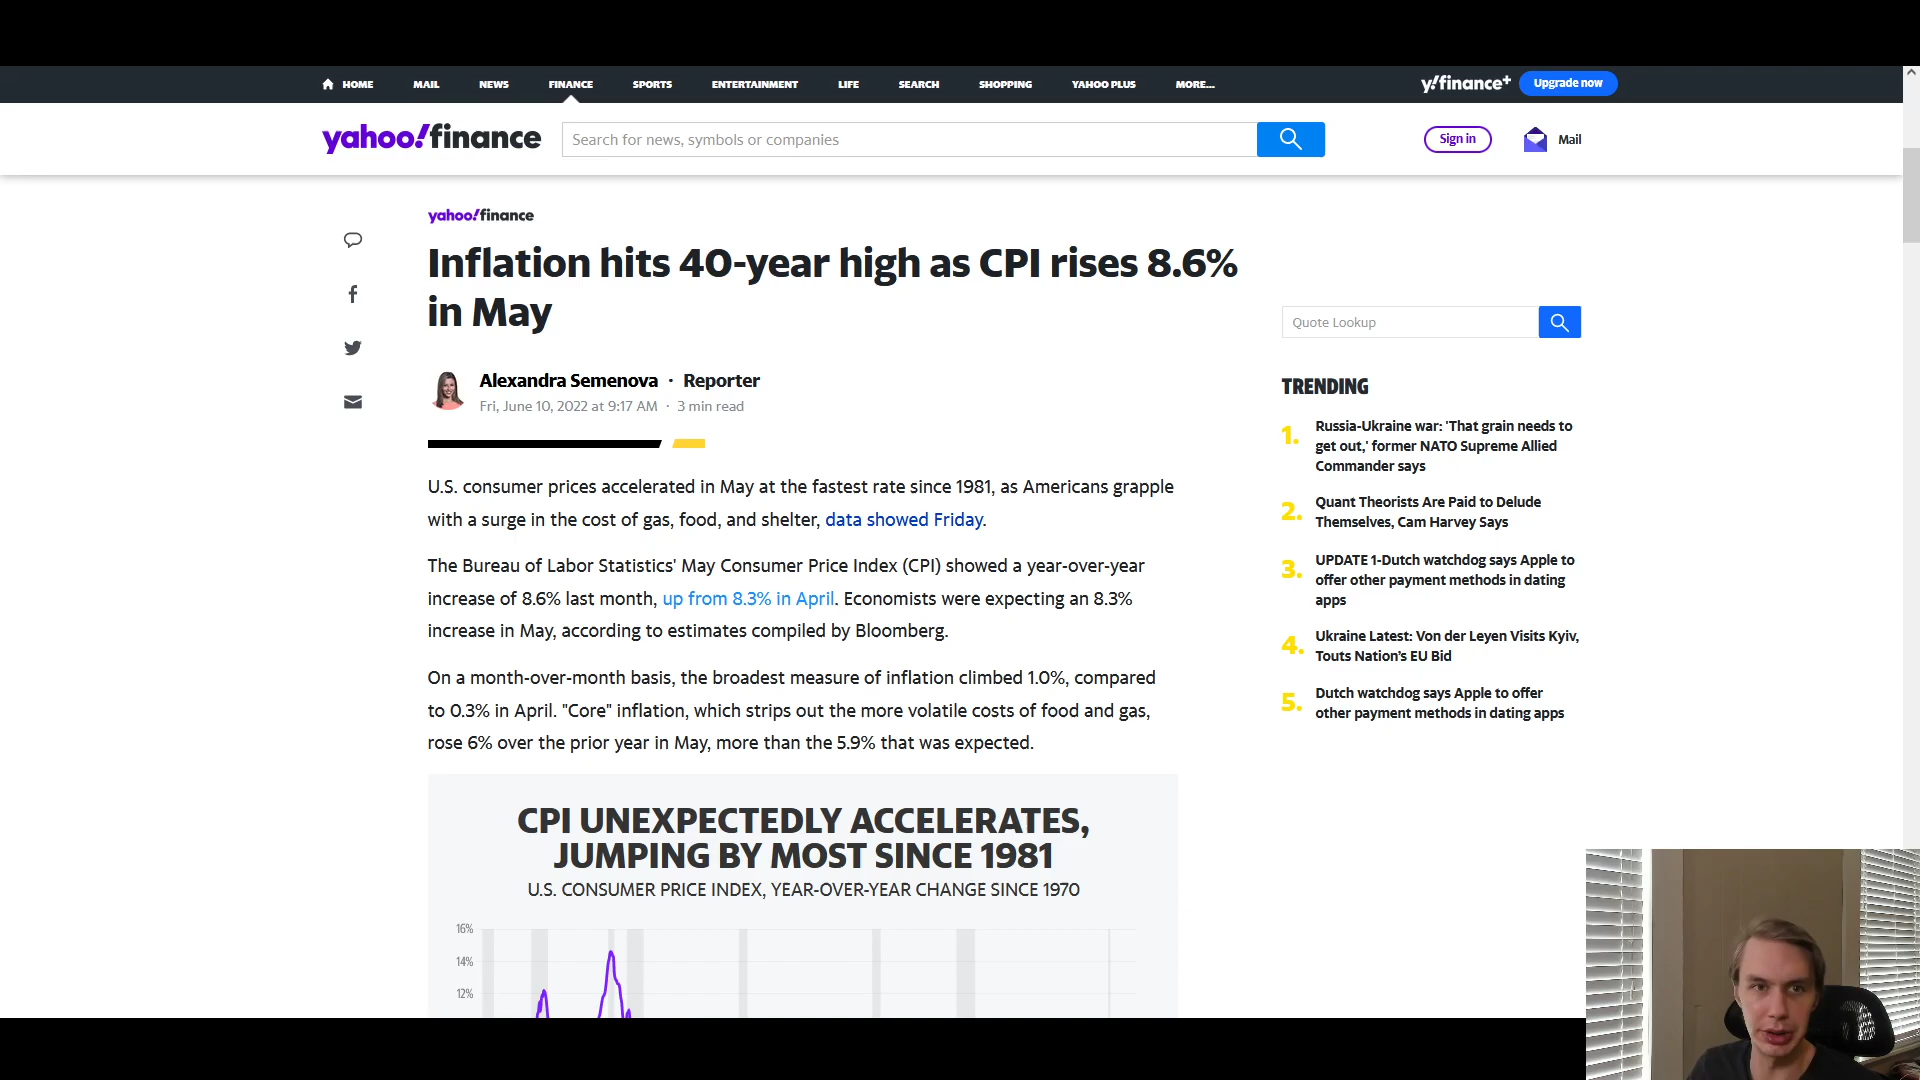 HOME MAIL NEWS FINANCE SPORTS ENTERTAINMENT LIFE SEARCH SHOPPING YAHOO PLUS MORE...
y!finance+ Upgrade now
yahoo!finance
Search for news, symbols or companies
Sign in
Mail
yahoo!finance
Inflation hits 40-year high as CPI rises 8.6%
in May
Alexandra Semenova · Reporter
Fri, June 10, 2022 at 9:17 AM · 3 min read
U.S. consumer prices accelerated in May at the fastest rate since 1981, as Americans grapple
with a surge in the cost of gas, food, and shelter, data showed Friday.
The Bureau of Labor Statistics' May Consumer Price Index (CPI) showed a year-over-year
increase of 8.6% last month, up from 8.3% in April. Economists were expecting an 8.3%
increase in May, according to estimates compiled by Bloomberg.
On a month-over-month basis, the broadest measure of inflation climbed 1.0%, compared
to 0.3% in April. "Core" inflation, which strips out the more volatile costs of food and gas,
rose 6% over the prior year in May, more than the 5.9% that was expected.
CPI UNEXPECTEDLY ACCELERATES,
JUMPING BY MOST SINCE 1981
U.S. CONSUMER PRICE INDEX, YEAR-OVER-YEAR CHANGE SINCE 1970
16%
14%
12%
Quote Lookup
TRENDING
1. Russia-Ukraine war: 'That grain needs to
get out,' former NATO Supreme Allied
Commander says
2. Quant Theorists Are Paid to Delude
Themselves, Cam Harvey Says
3. UPDATE 1-Dutch watchdog says Apple to
offer other payment methods in dating
apps
4. Ukraine Latest: Von der Leyen Visits Kyiv,
Touts Nation's EU Bid
5. Dutch watchdog says Apple to offer
other payment methods in dating apps